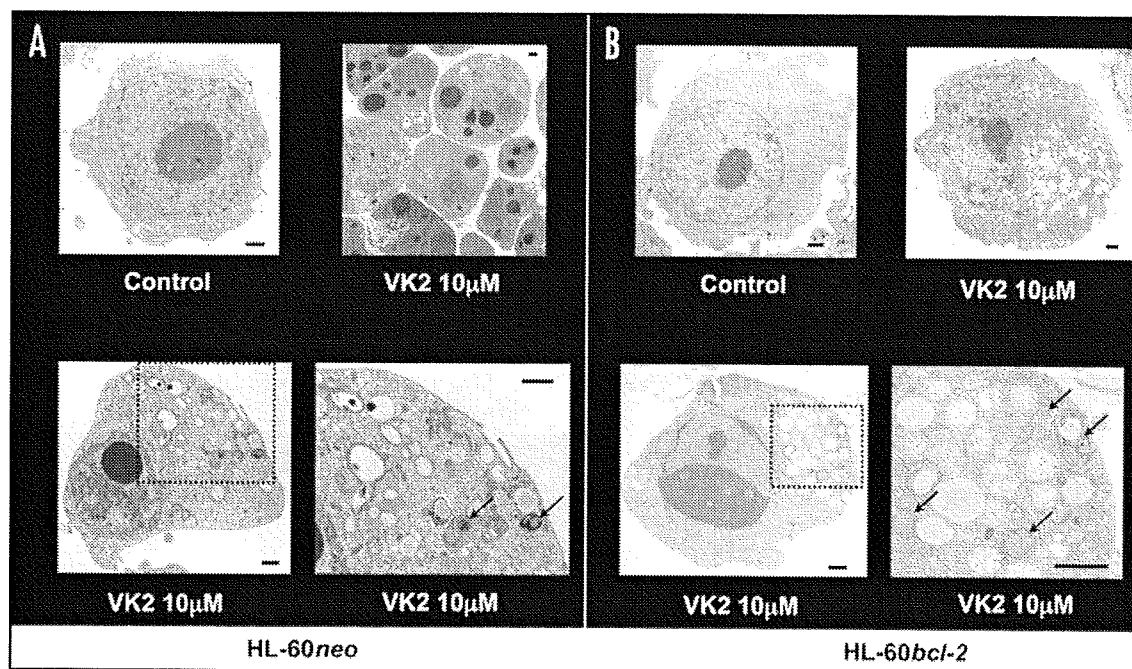 A B
Control VK2 10μM Control VK2 10μM
VK2 10μM VK2 10μM VK2 10μM VK2 10μM
HL-60neo HL-60bcl-2